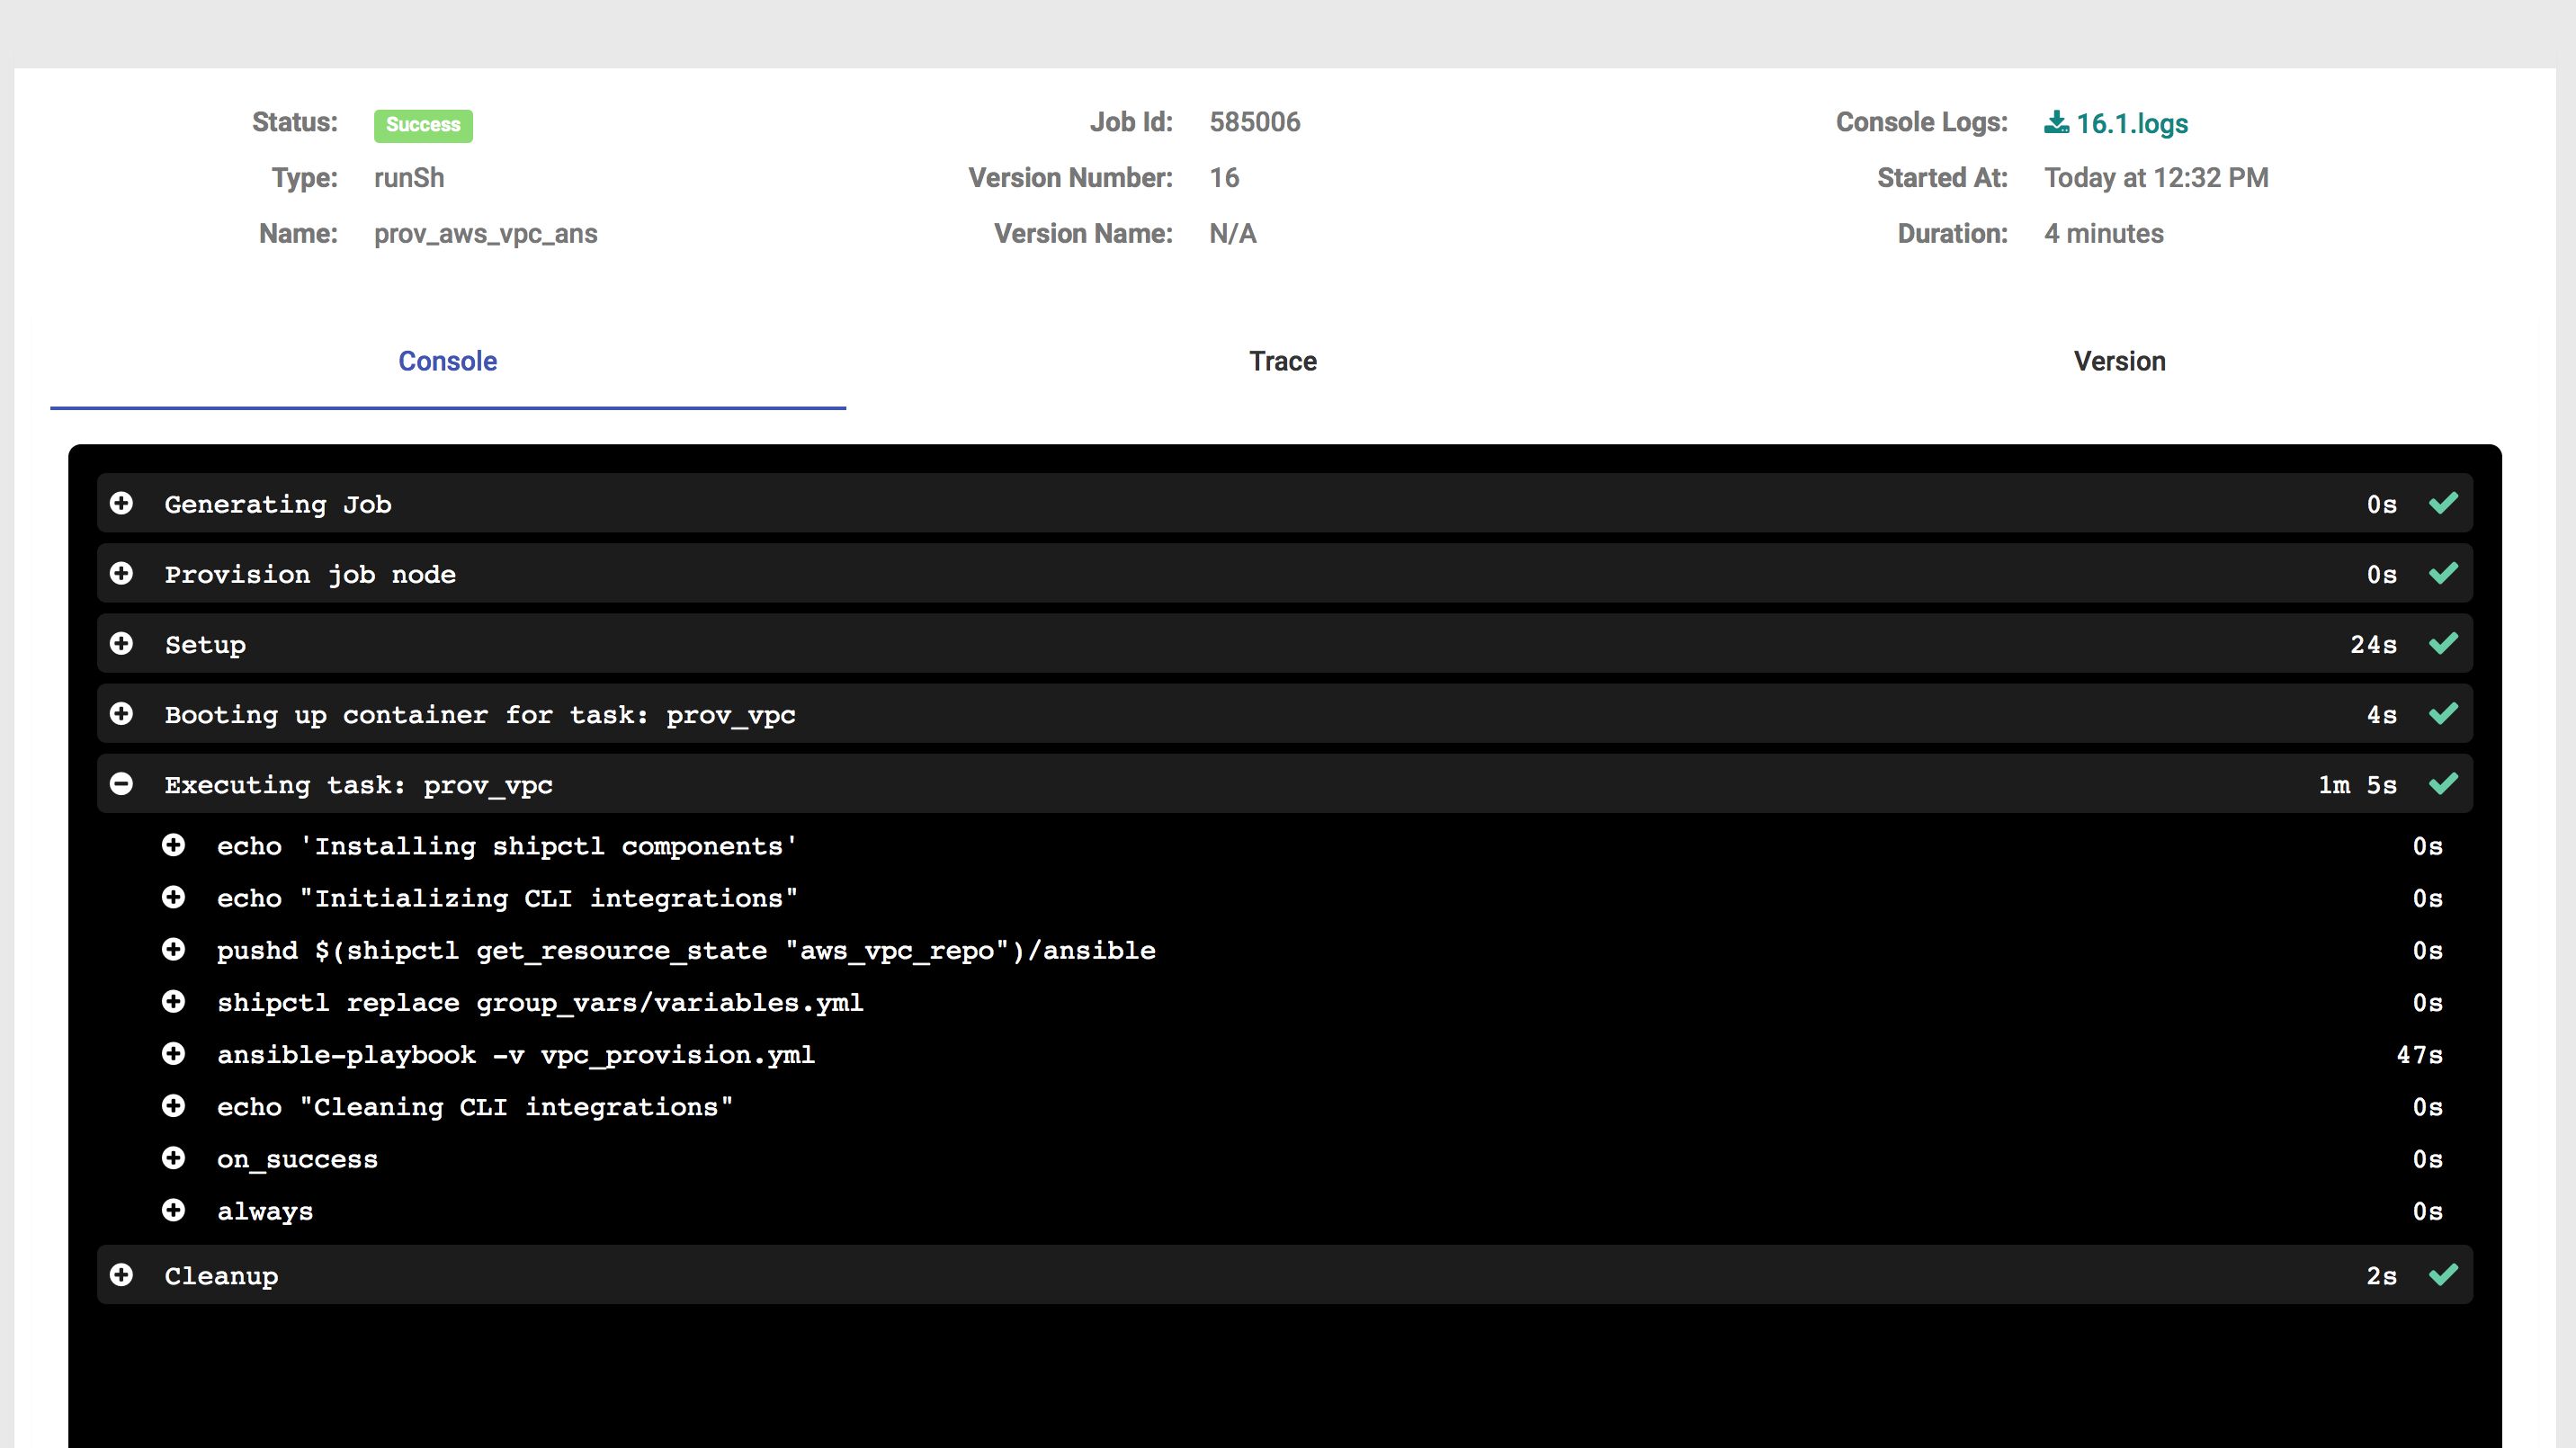 Status: Success Job Id: 585006 Console Logs: 16.1.logs
Type: runSh Version Number: 16 Started At: Today at 12:32 PM
Name: prov_aws_vpc_ans Version Name: N/A Duration: 4 minutes
Console Trace Version
Generating Job 0s
Provision job node 0s
Setup 24s
Booting up container for task: prov_vpc 4s
Executing task: prov_vpc 1m 5s
echo 'Installing shipctl components' 0s
echo "Initializing CLI integrations" 0s
pushd $(shipctl get_resource_state "aws_vpc_repo")/ansible 0s
shipctl replace group_vars/variables.yml 0s
ansible-playbook -v vpc_provision.yml 47s
echo "Cleaning CLI integrations" 0s
on_success 0s
always 0s
Cleanup 2s